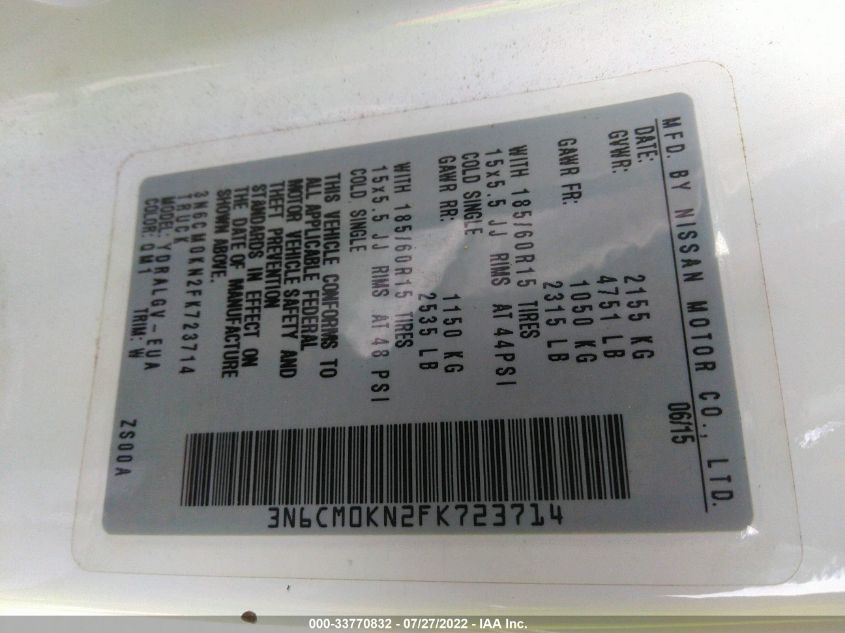 MFD. BY NISSAN MOTOR CO., LTD.
DATE: 06/15
GVWR: 2155 KG
4751 LB
GAWR FR: 1050 KG
2315 LB
WITH 185/60R15 TIRES
15x5.5 JJ RIMS AT 44PSI
COLD SINGLE
GAWR RR: 1150 KG
2535 LB
WITH 185/60R15 TIRES
15x5.5 JJ RIMS AT 48 PSI
COLD SINGLE
THIS VEHICLE CONFORMS TO
ALL APPLICABLE FEDERAL
MOTOR VEHICLE SAFETY AND
THEFT PREVENTION
STANDARDS IN EFFECT ON
THE DATE OF MANUFACTURE
SHOWN ABOVE.
3N6CM0KN2FK723714
TRUCK
MODEL: YDRALGV-EUA
COLOR: QM1 TRIM: W ZS00A
3N6CM0KN2FK723714
000-33770832 - 07/27/2022 - IAA Inc.